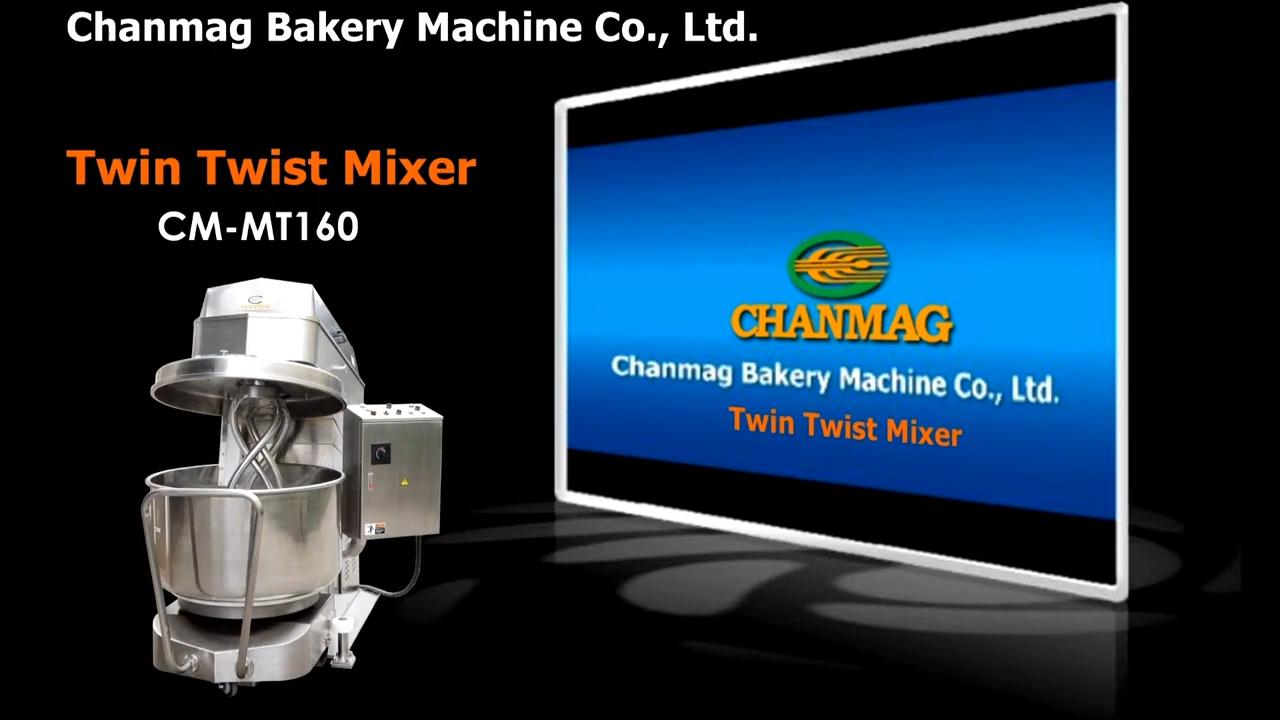 Chanmag Bakery Machine Co., Ltd.
Twin Twist Mixer
CM-MT160
CHANMAG
CHANMAG
Chanmag Bakery Machine Co., Ltd.
Twin Twist Mixer